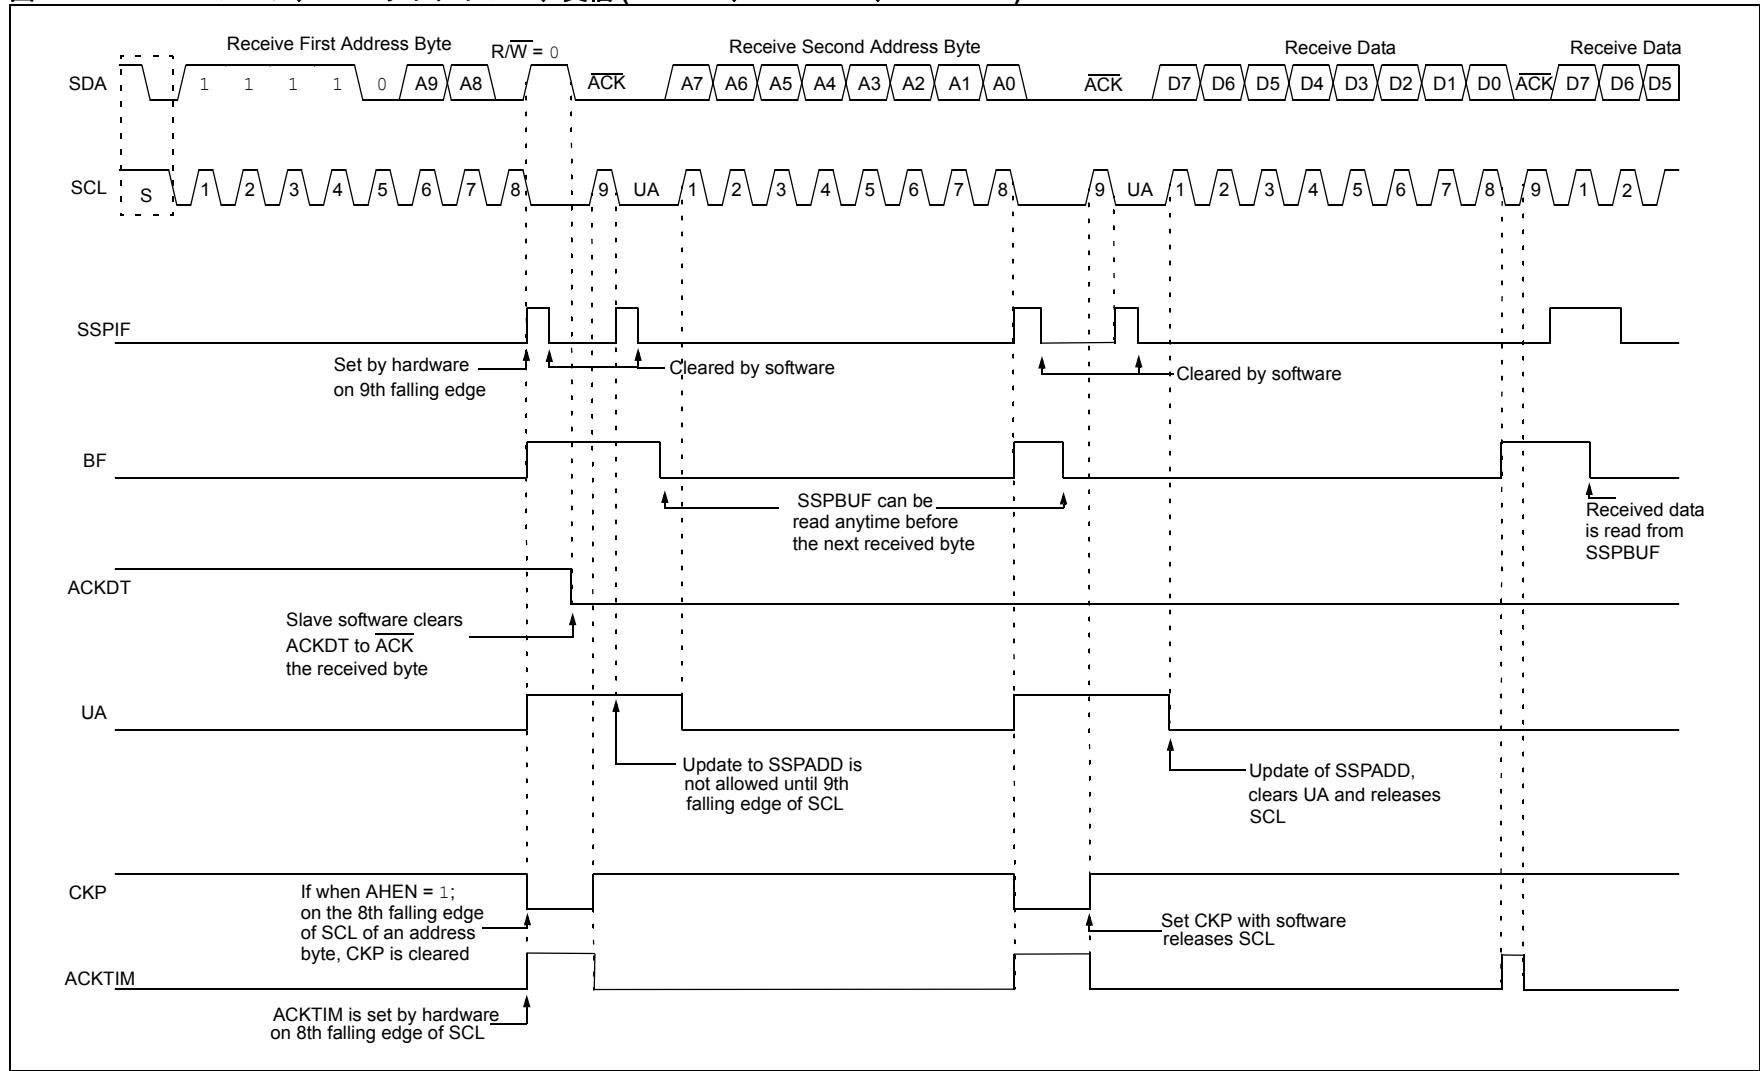 Receive First Address Byte
R/W = 0
Receive Second Address Byte
Receive Data
Receive Data
SDA
1 1 1 1 0 A9 A8
ACK
A7 A6 A5 A4 A3 A2 A1 A0
ACK
D7 D6 D5 D4 D3 D2 D1 D0 ACK D7 D6 D5
SCL
S
1 2 3 4 5 6 7 8 9 UA 1 2 3 4 5 6 7 8 9 UA 1 2 3 4 5 6 7 8 9 1 2
SSPIF
Set by hardware
on 9th falling edge
Cleared by software
Cleared by software
BF
SSPBUF can be
read anytime before
the next received byte
Received data
is read from
SSPBUF
ACKDT
Slave software clears
ACKDT to ACK
the received byte
UA
Update to SSPADD is
not allowed until 9th
falling edge of SCL
Update of SSPADD,
clears UA and releases
SCL
CKP
If when AHEN = 1;
on the 8th falling edge
of SCL of an address
byte, CKP is cleared
Set CKP with software
releases SCL
ACKTIM
ACKTIM is set by hardware
on 8th falling edge of SCL